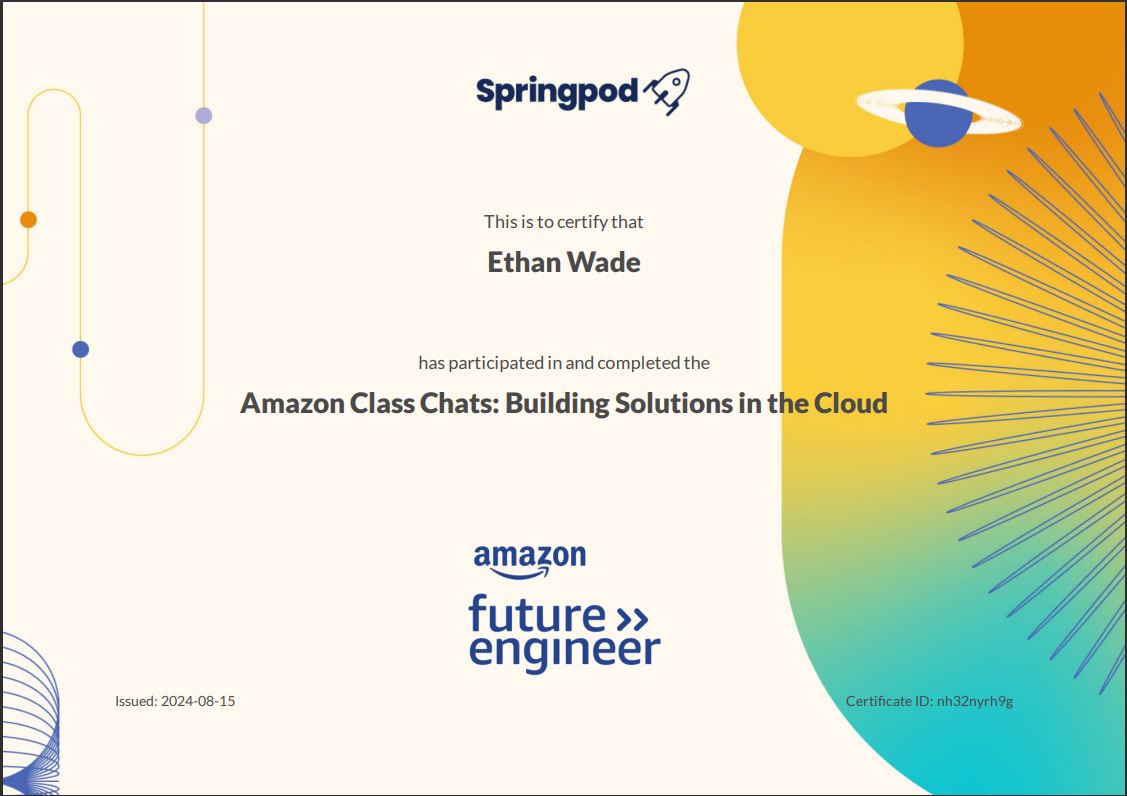 Springpod
This is to certify that
Ethan Wade
has participated in and completed the
Amazon Class Chats: Building Solutions in the Cloud
amazon
future >>
engineer
Issued: 2024-08-15
Certificate ID: nh32nyrh9g